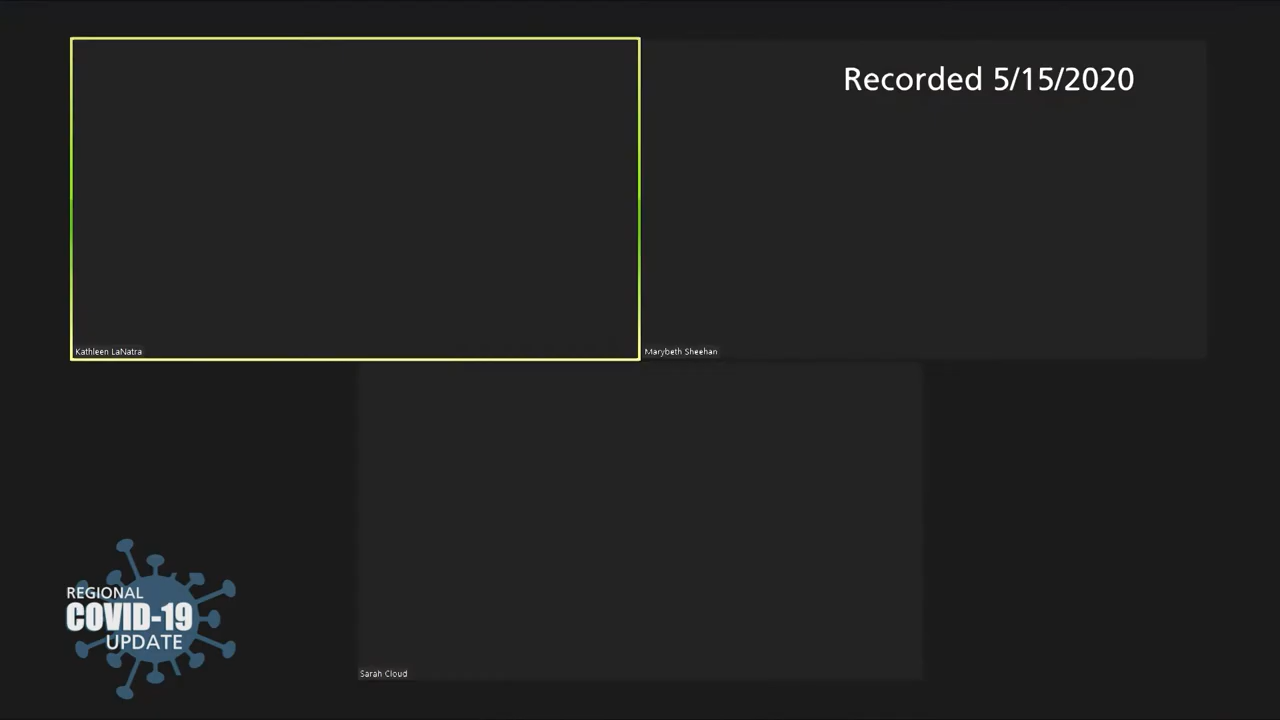 Recorded 5/15/2020
Kathleen LaNatra
Marybeth Sheehan
REGIONAL
COVID-19
UPDATE
Sarah Cloud